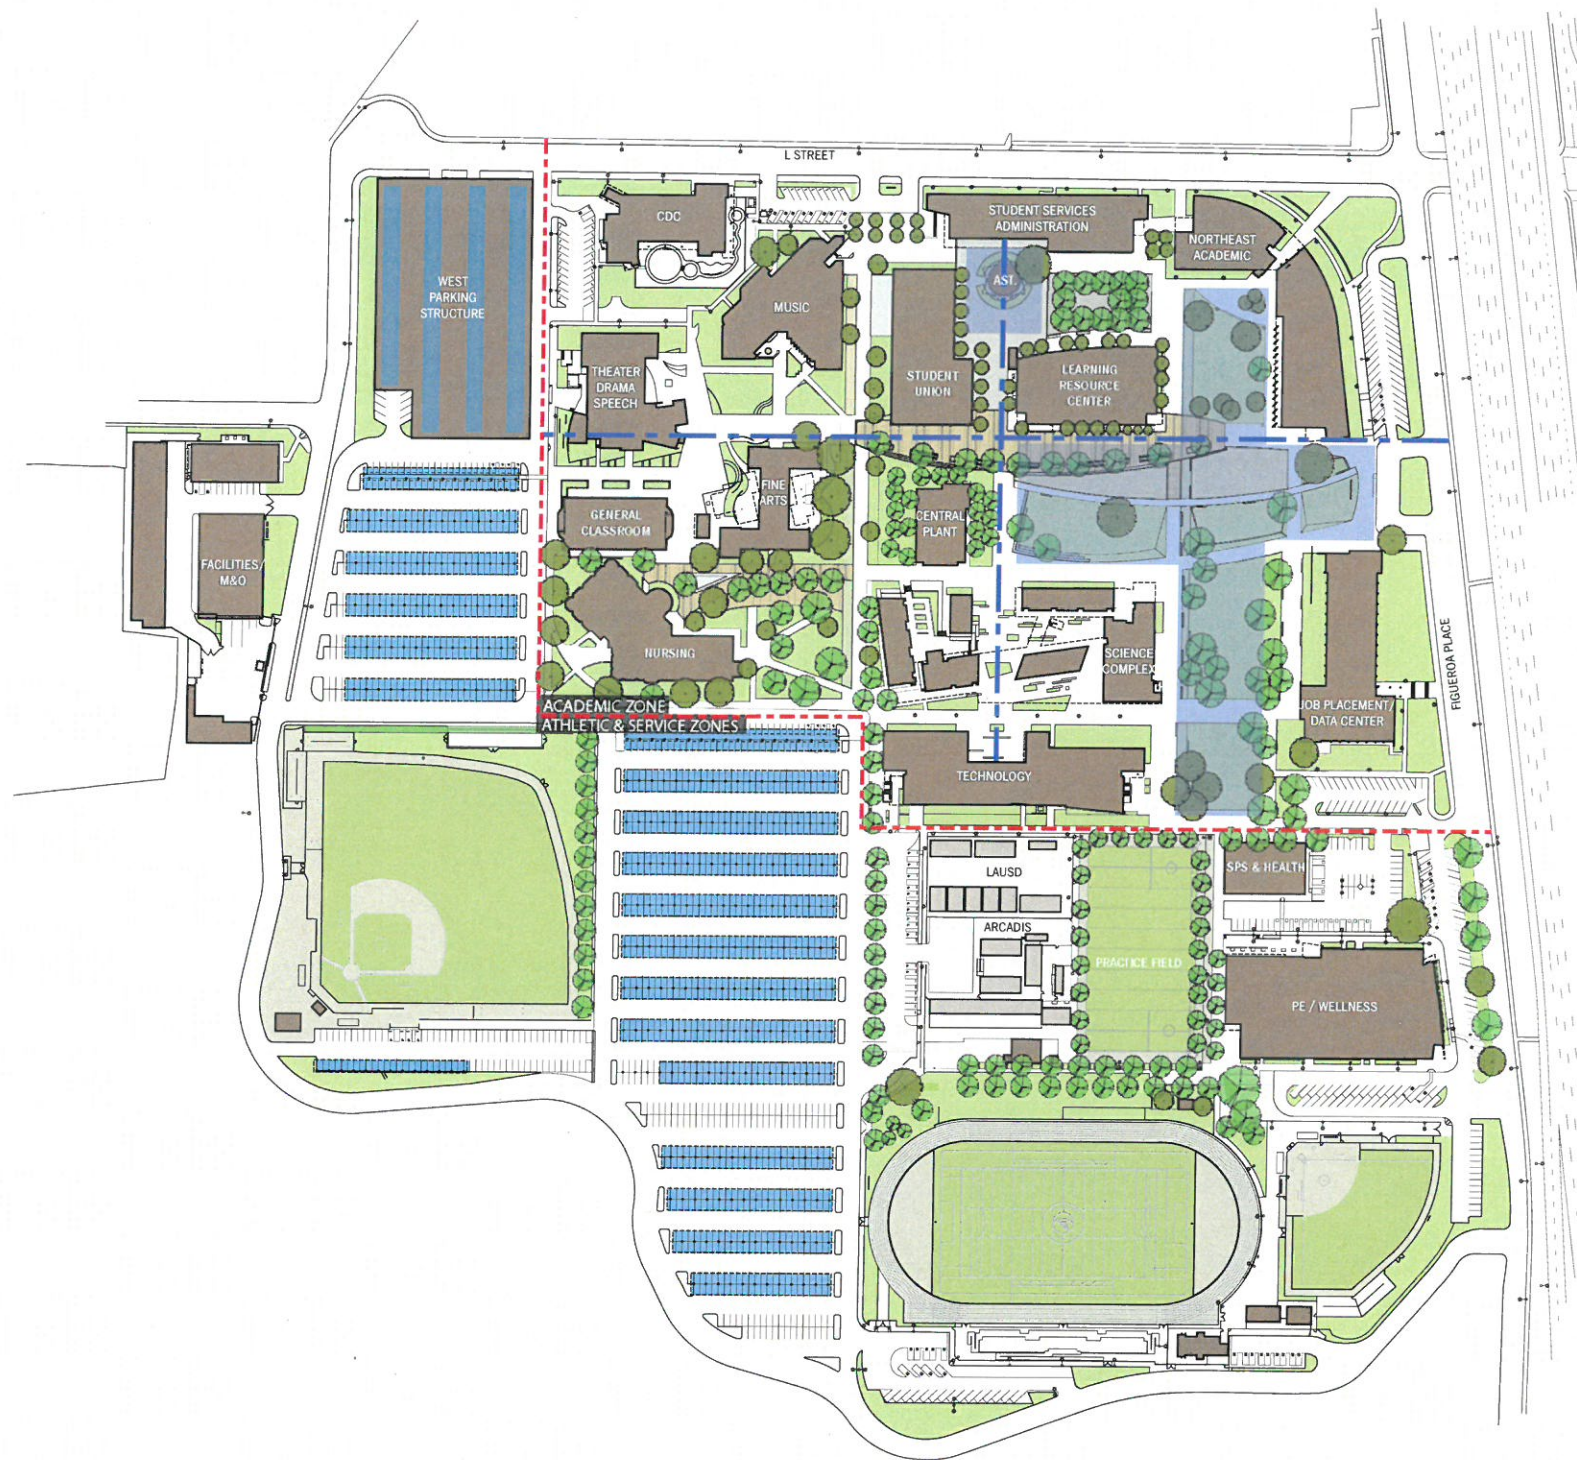 L STREET
CDC
STUDENT SERVICES
ADMINISTRATION
NORTHEAST
ACADEMIC
WEST
PARKING
STRUCTURE
MUSIC
AST.
THEATER
DRAMA
SPEECH
STUDENT
UNION
LEARNING
RESOURCE
CENTER
FINE
ARTS
GENERAL
CLASSROOM
CENTRAL
PLANT
FACILITIES/
M&O
NURSING
SCIENCE
COMPLEX
FIGUEROA PLACE
JOB PLACEMENT/
DATA CENTER
ACADEMIC ZONE
ATHLETIC & SERVICE ZONES
TECHNOLOGY
LAUSD
SPS & HEALTH
ARCADIS
PRACTICE FIELD
PE / WELLNESS